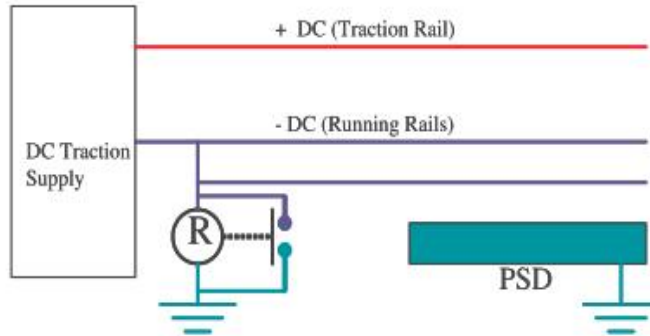 + DC (Traction Rail)
- DC (Running Rails)
DC Traction
Supply
R
PSD